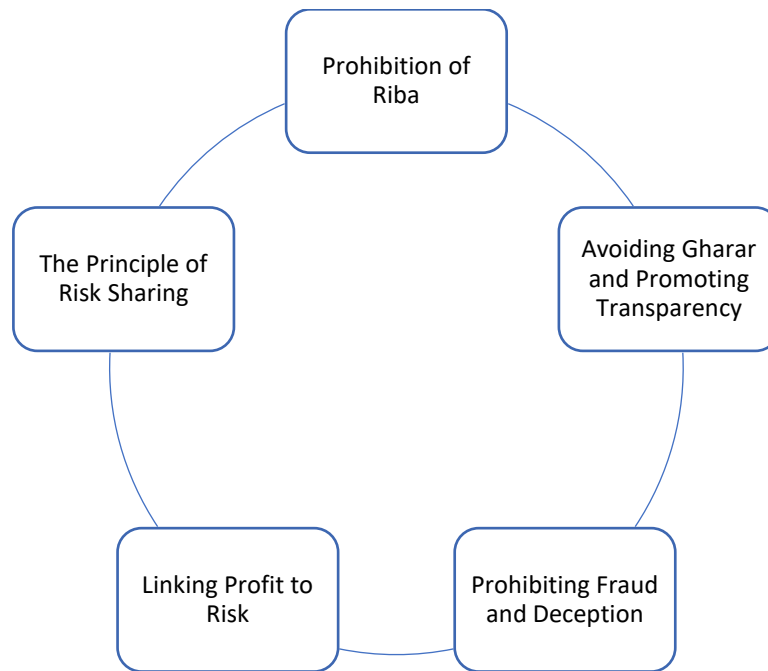 Prohibition of
Riba
Avoiding Gharar
and Promoting
Transparency
Prohibiting Fraud
and Deception
Linking Profit to
Risk
The Principle of
Risk Sharing